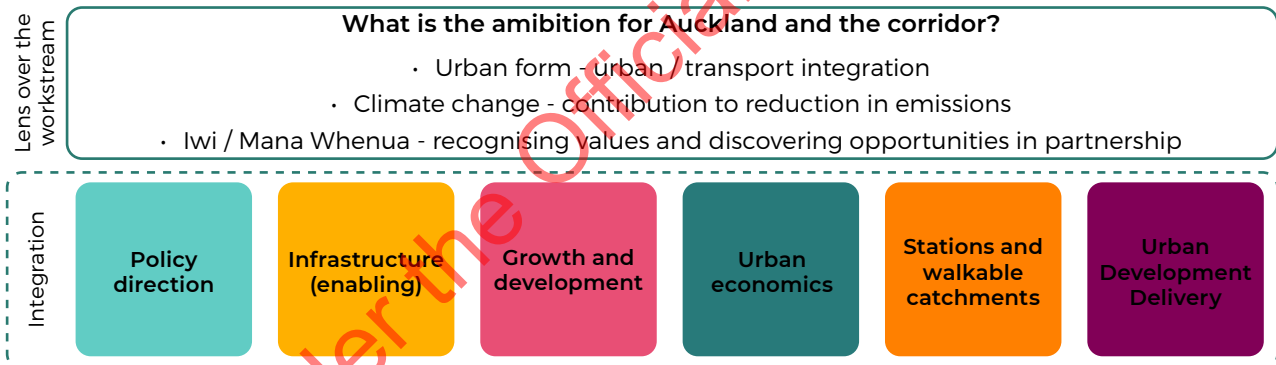 Lens over the
workstream
What is the amibition for Auckland and the corridor?
· Urban form - urban / transport integration
· Climate change - contribution to reduction in emissions
· Iwi / Mana Whenua - recognising values and discovering opportunities in partnership
Integration
Policy
direction
Infrastructure
(enabling)
Growth and
development
Urban
economics
Stations and
walkable
catchments
Urban
Development
Delivery
the Official